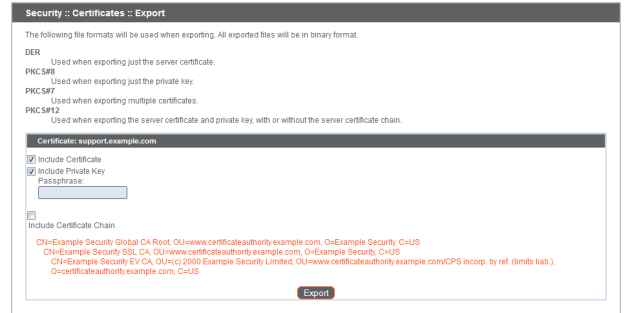 Security :: Certificates :: Export
The following file formats will be used when exporting. All exported files will be in binary format.
DER
Used when exporting just the server certificate.
PKCS#8
Used when exporting just the private key.
PKCS#7
Used when exporting multiple certificates.
PKCS#12
Used when exporting the server certificate and private key, with or without the server certificate chain.
Certificate: support.example.com
Include Certificate
Include Private Key
Passphrase:
Include Certificate Chain
CN=Example Security Global CA Root, OU=www.certificateauthority.example.com, O=Example Security, C=US
CN=Example Security SSL CA, OU=www.certificateauthority.example.com, O=Example Security, C=US
CN=Example Security EV CA, OU=(c) 2000 Example Security Limited, OU=www.certificateauthority.example.com/CPS incorp. by ref. (limits liab.),
O=certificateauthority.example.com, C=US
Export